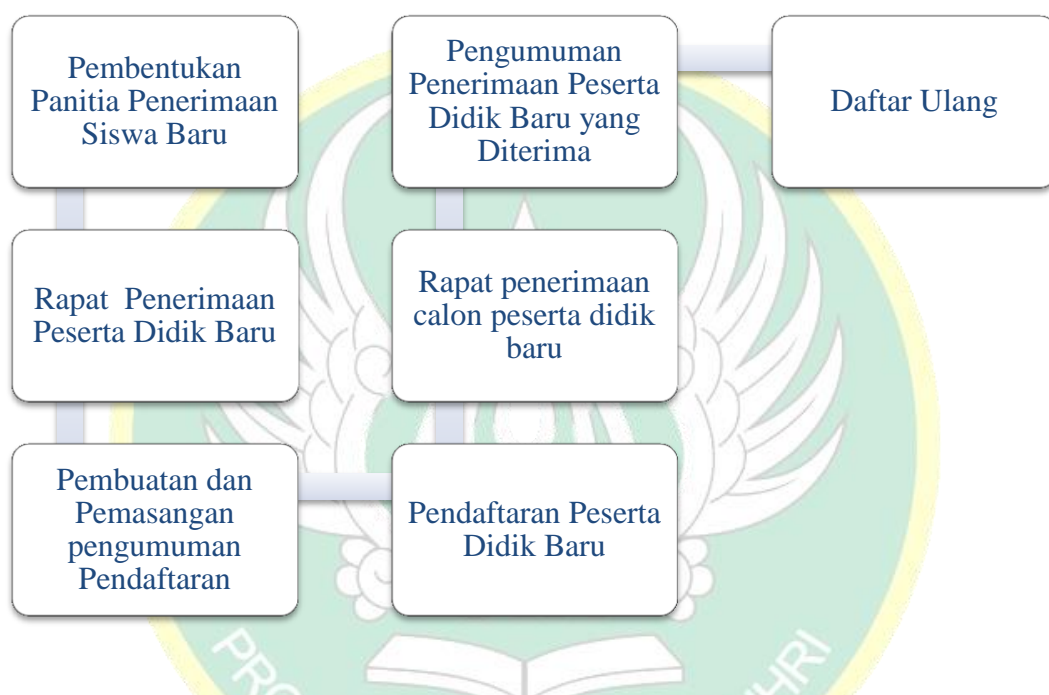 Pembentukan
Panitia Penerimaan
Siswa Baru
Rapat Penerimaan
Peserta Didik Baru
Pembuatan dan
Pemasangan
pengumuman
Pendaftaran
Pendaftaran Peserta
Didik Baru
Rapat penerimaan
calon peserta didik
baru
Pengumuman
Penerimaan Peserta
Didik Baru yang
Diterima
Daftar Ulang